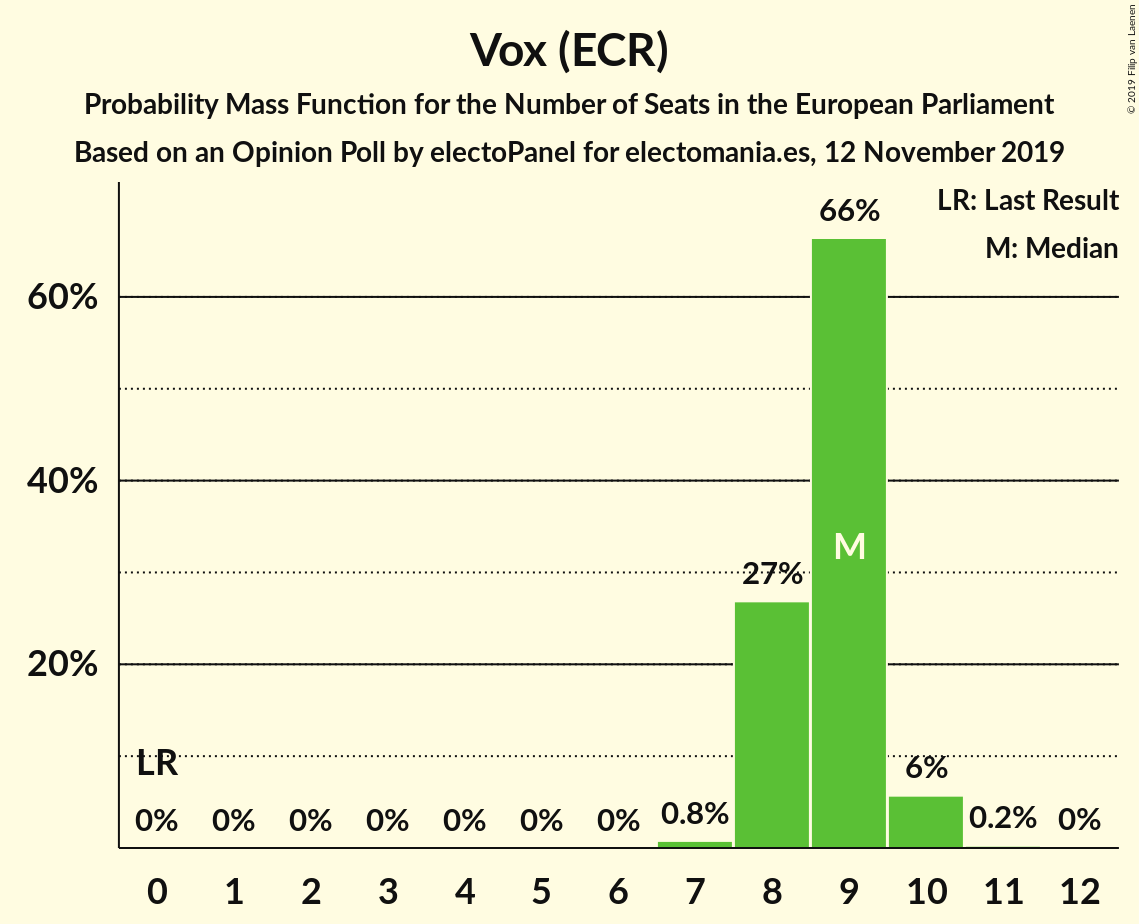 Vox (ECR)
Probability Mass Function for the Number of Seats in the European Parliament
Based on an Opinion Poll by electoPanel for electomania.es, 12 November 2019
© 2019 Filip van Laenen
LR: Last Result
M: Median
66%
60%
40%
M
27%
20%
LR
6%
0% 0% 0% 0% 0% 0% 0% 0.8% 0.2% 0%
0 1 2 3 4 5 6 7 8 9 10 11 12